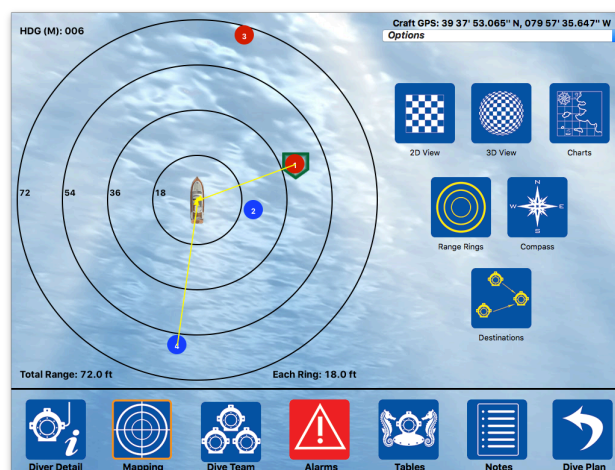 HDG (M): 006
Craft GPS: 39 37' 53.065'' N, 079 57' 35.647'' W
Options
3
1
2
4
72
54
36
18
2D View
3D View
Charts
N
W
E
S
Range Rings
Compass
Destinations
Total Range: 72.0 ft
Each Ring: 18.0 ft
i
Diver Detail
Mapping
Dive Team
Alarms
Tables
Notes
Dive Plan